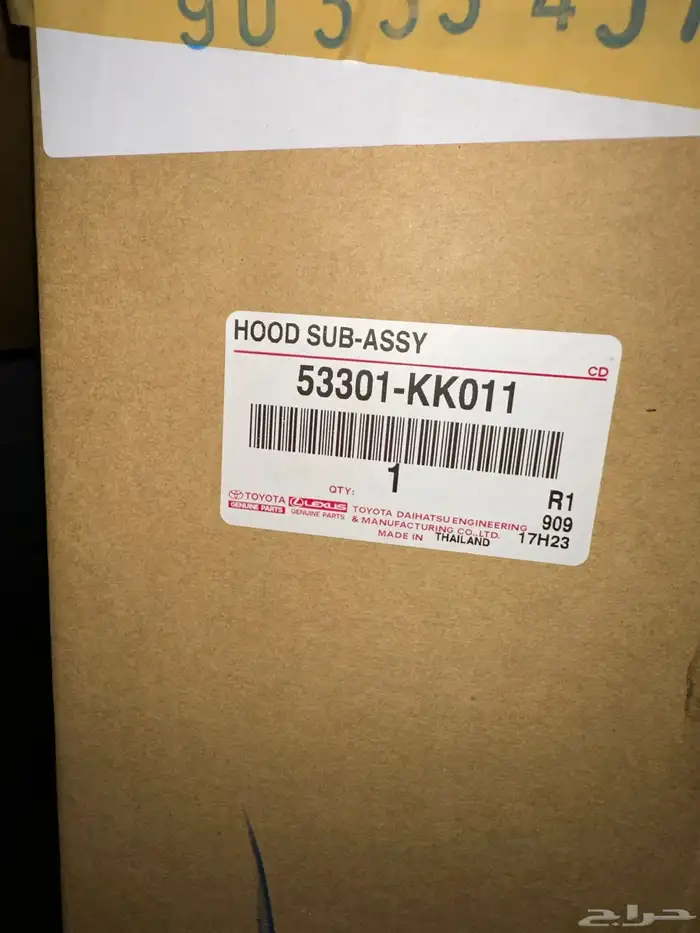 HOOD SUB-ASSY
CD
53301-KK011
QTY: 1
R1
TOYOTA
GENUINE PARTS
LEXUS
GENUINE PARTS
TOYOTA DAIHATSU ENGINEERING
& MANUFACTURING CO.,LTD.
MADE IN THAILAND
909
17H23
حراج